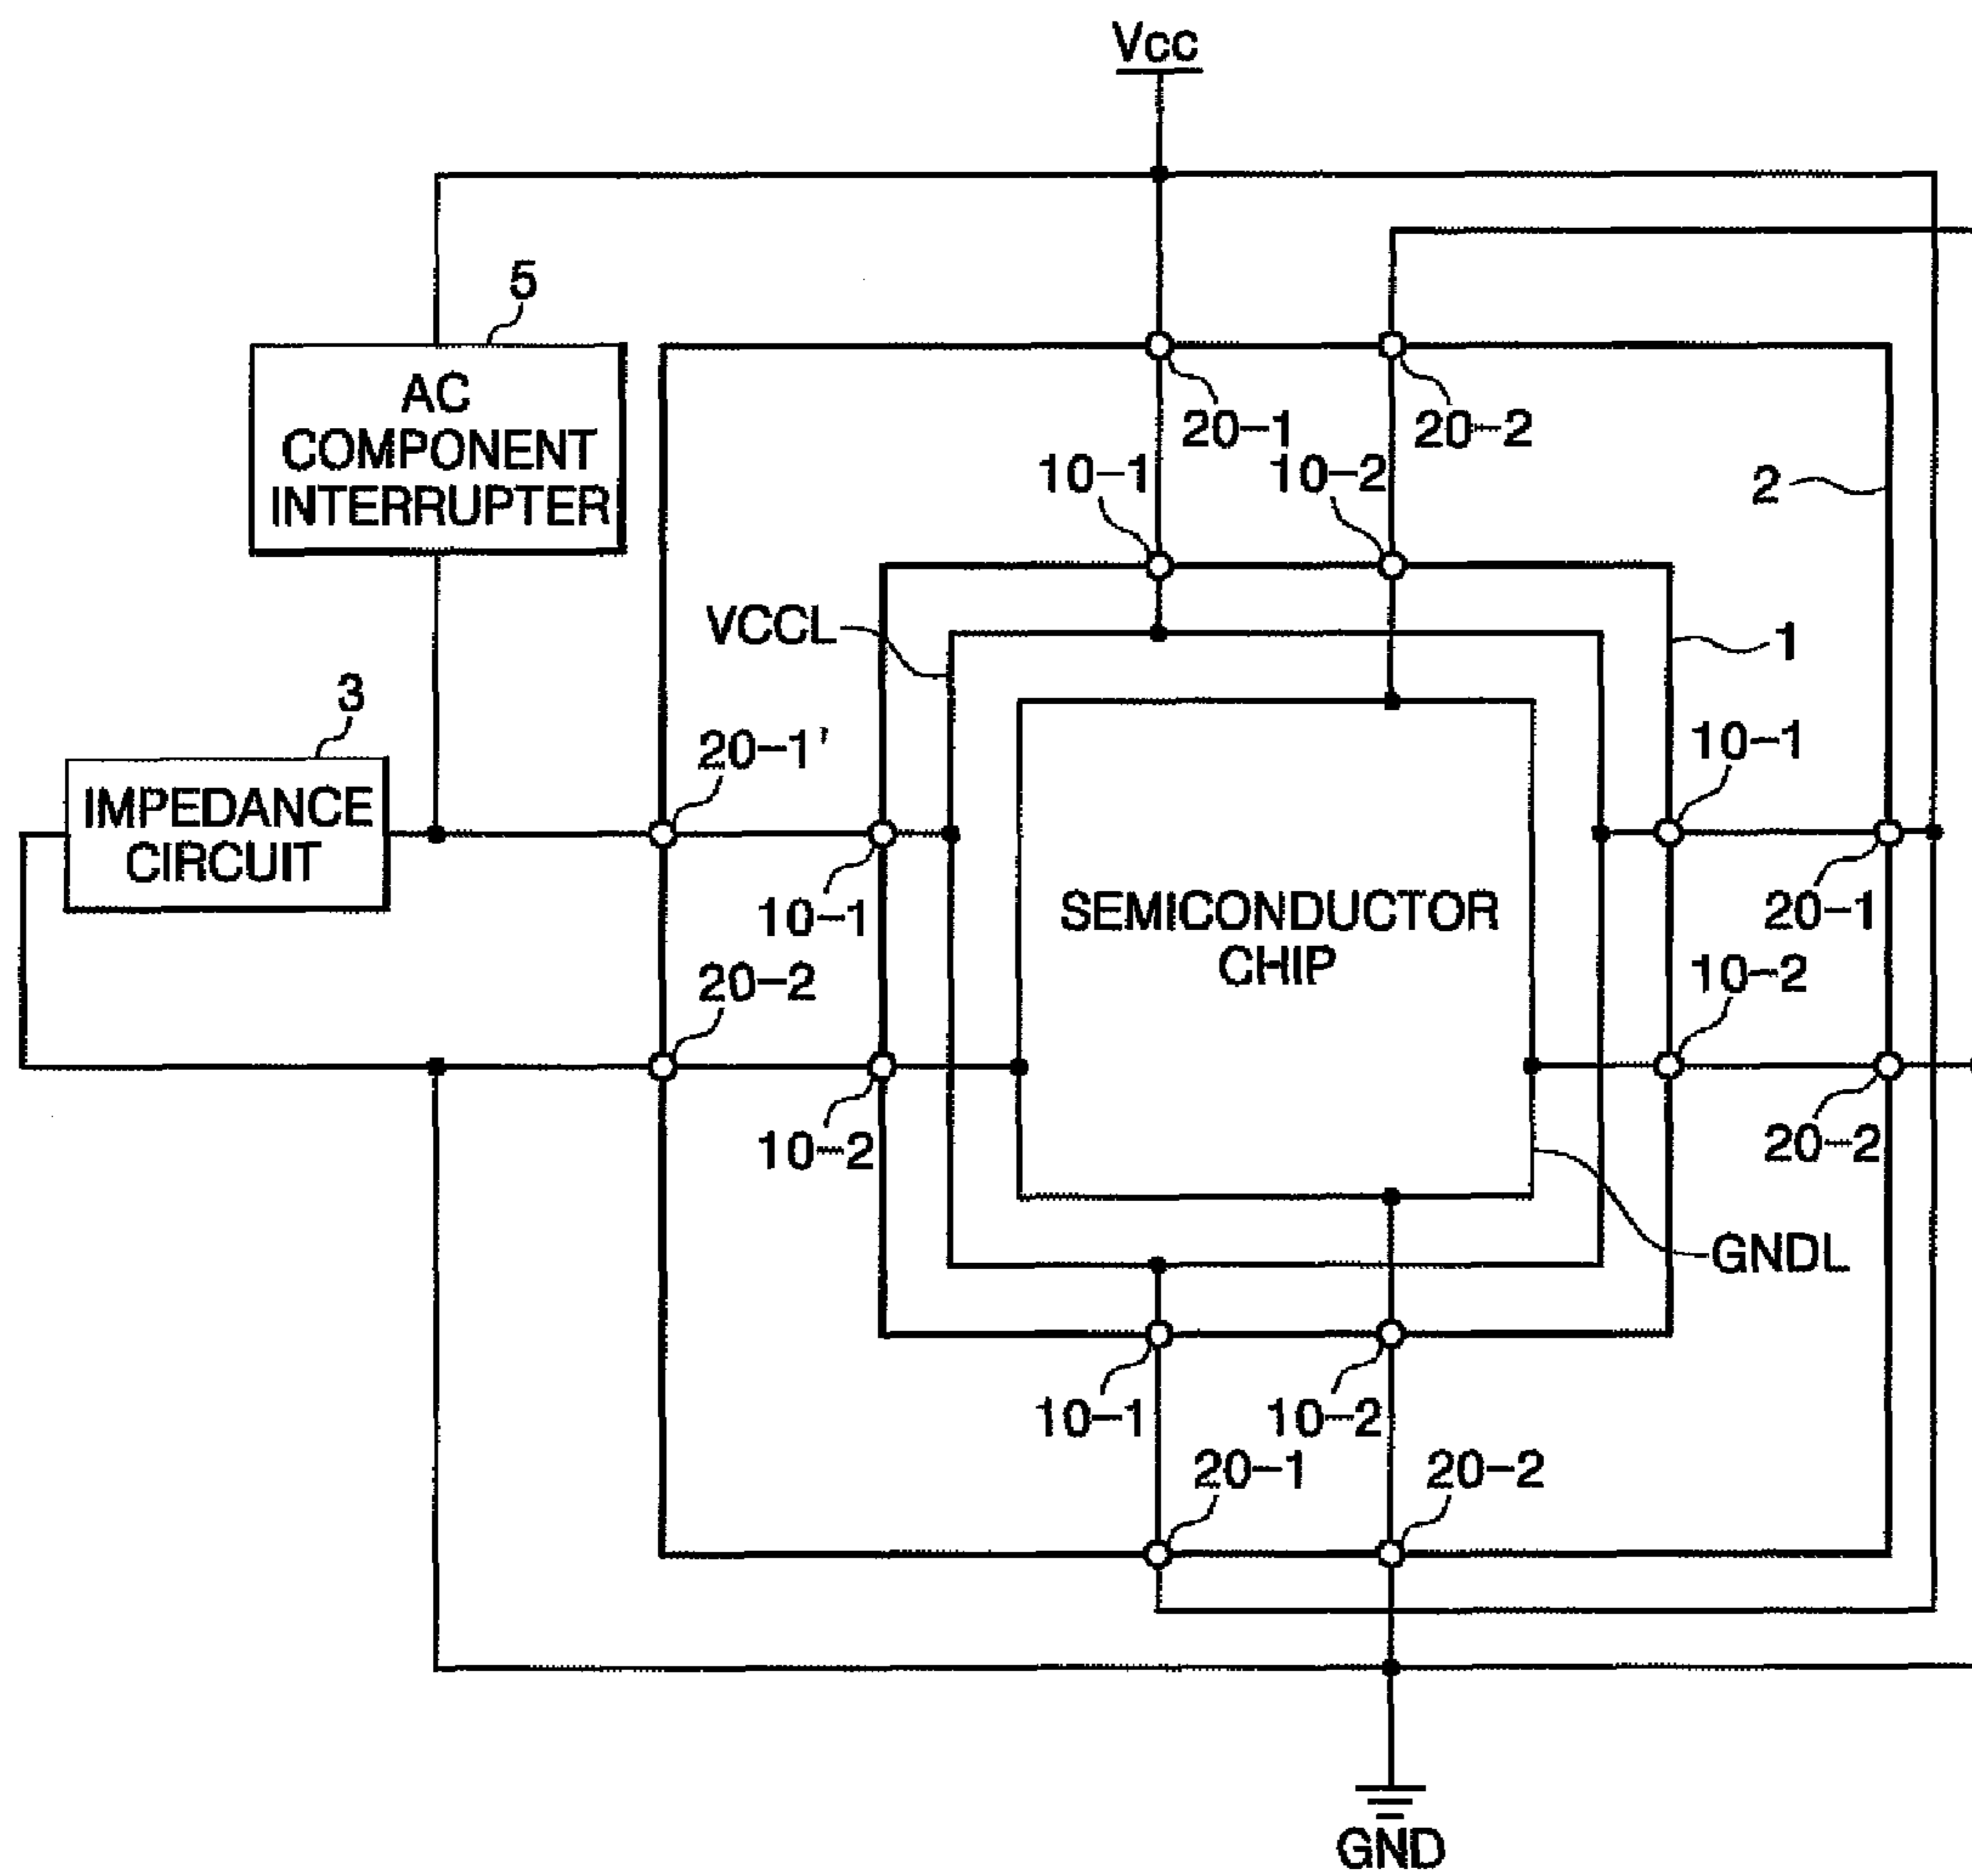 Vcc
5
AC
COMPONENT
INTERRUPTER
20-1
20-2
10-1
10-2
2
VCCL
1
3
20-1'
10-1
IMPEDANCE
CIRCUIT
10-1
SEMICONDUCTOR
CHIP
20-1
20-2
10-2
10-2
20-2
GNDL
10-1
10-2
20-1
20-2
GND